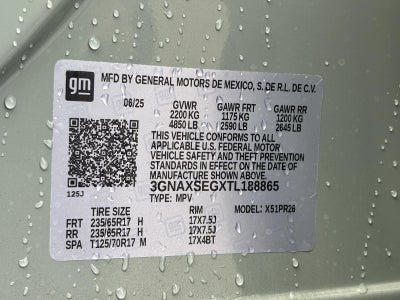 gm
MFD BY GENERAL MOTORS DE MEXICO, S. DE R.L. DE C.V.
06/25 GVWR GAWR FRT GAWR RR
2200 KG 1175 KG 1200 KG
4850 LB 2590 LB 2645 LB
THIS VEHICLE CONFORMS TO ALL
APPLICABLE U.S. FEDERAL MOTOR
VEHICLE SAFETY AND THEFT PREVENTION
STANDARDS IN EFFECT ON THE DATE OF
MANUFACTURE SHOWN ABOVE.
125J 3GNAXSEGXTL188865
TYPE: MPV MODEL: X51PR26
TIRE SIZE RIM
FRT 235/65R17 H 17X7.5J
RR 235/65R17 H 17X7.5J
SPA T125/70R17 M 17X4BT